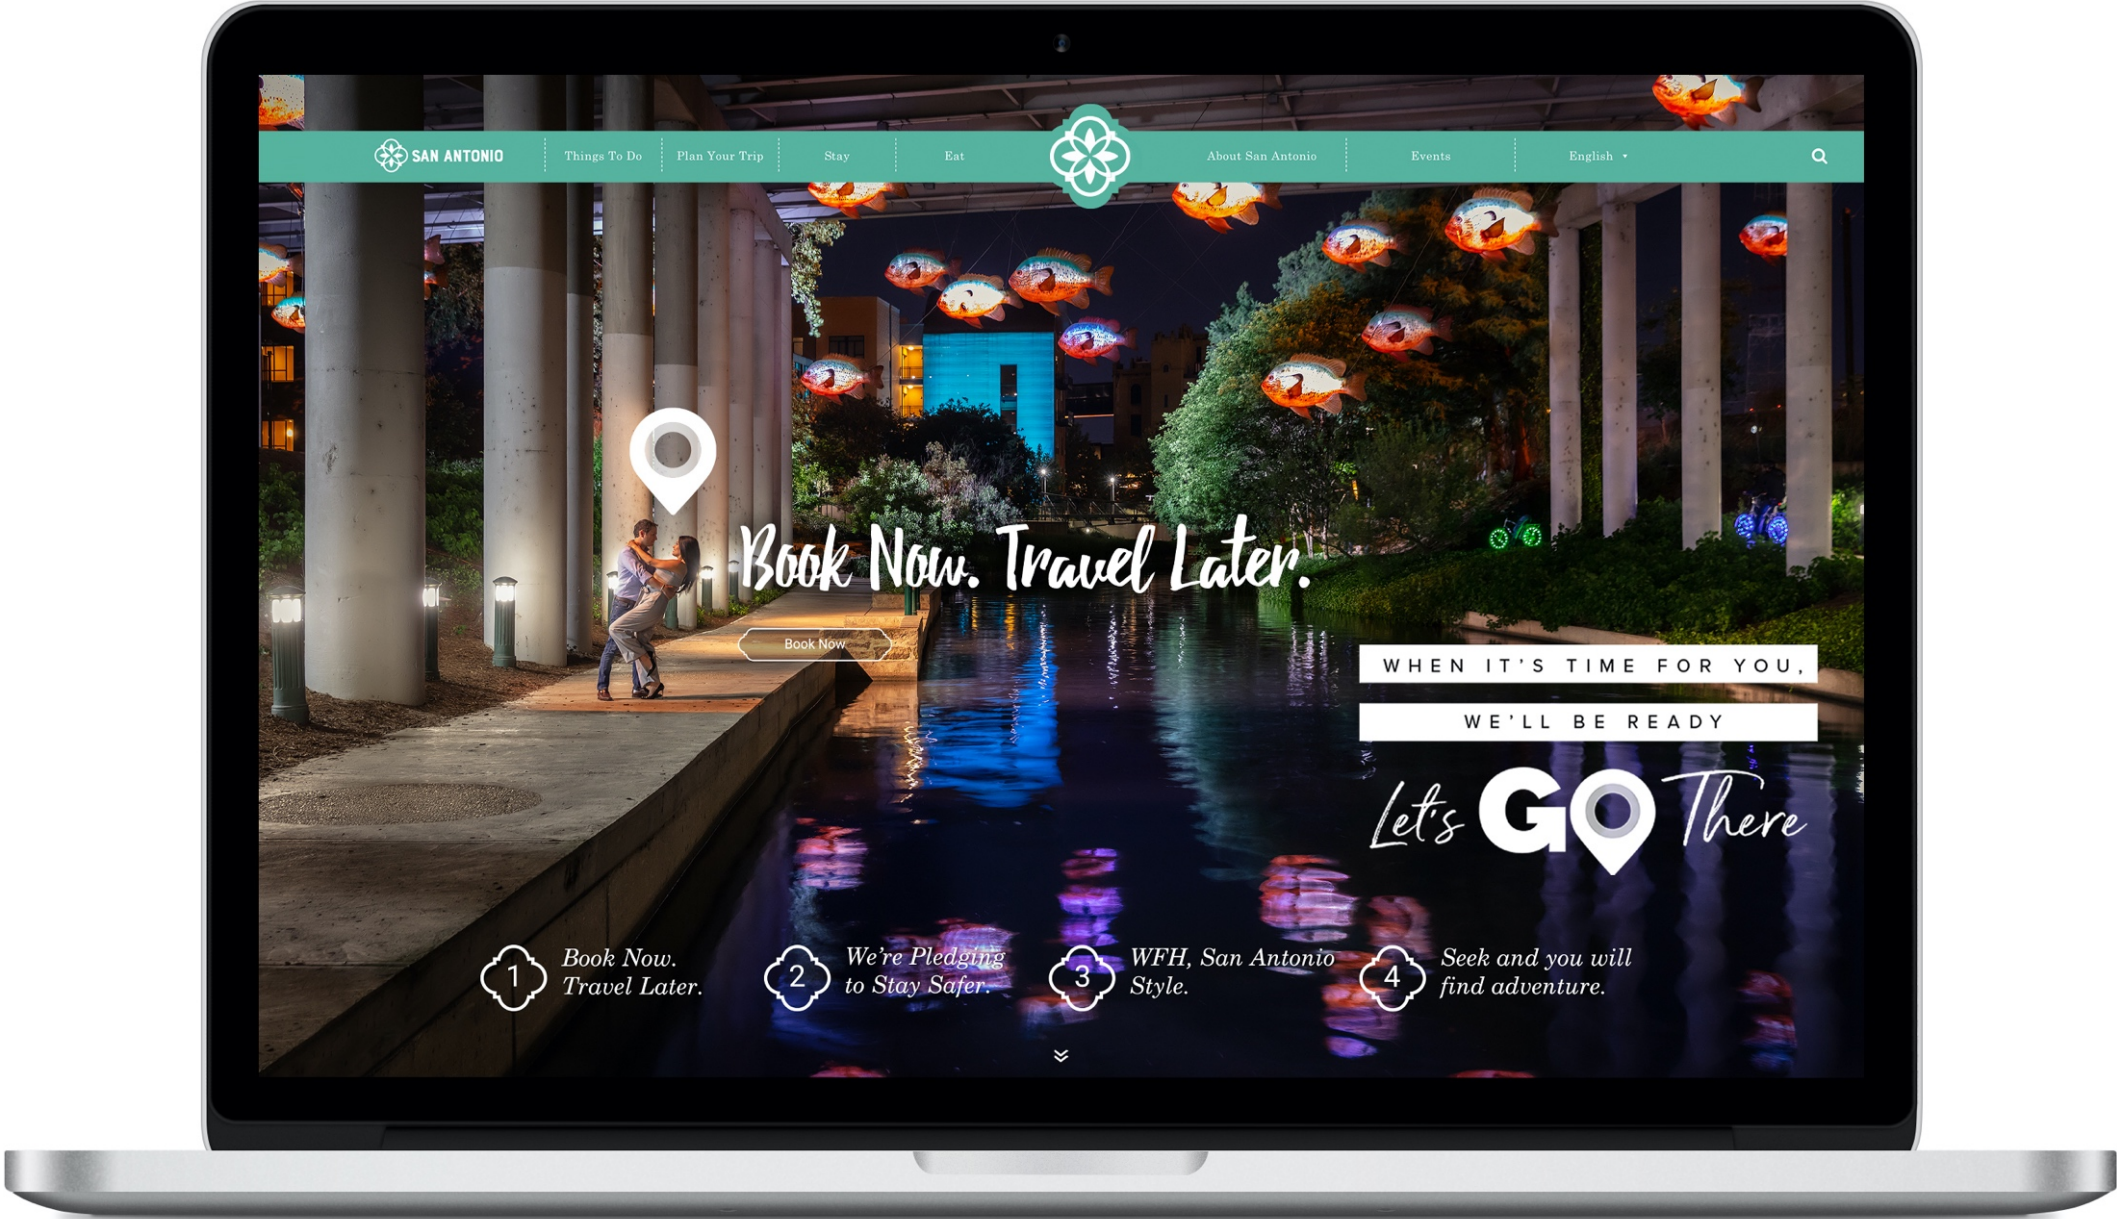 SAN ANTONIO
Things To Do
Plan Your Trip
Stay
Eat
About San Antonio
Events
English
Book Now. Travel Later.
Book Now
WHEN IT'S TIME FOR YOU,
WE'LL BE READY
Let's GO There
1 Book Now.
Travel Later.
2 We're Pledging
to Stay Safer.
3 WFH, San Antonio
Style.
4 Seek and you will
find adventure.